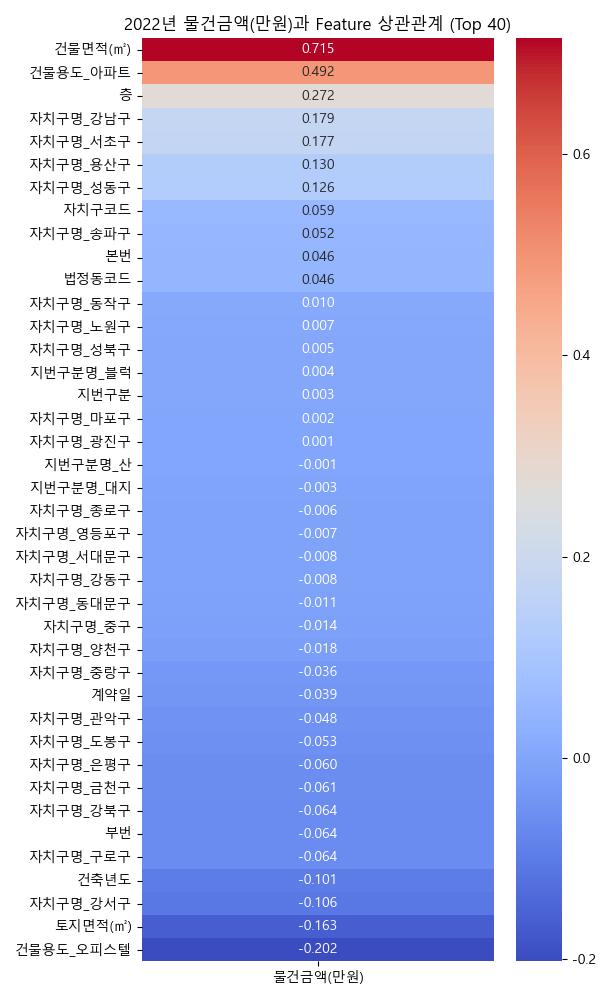 2022년 물건금액(만원)과 Feature 상관관계 (Top 40)
건물면적(㎡) 0.715
건물용도_아파트 0.492
층 0.272
자치구명_강남구 0.179
자치구명_서초구 0.177
자치구명_용산구 0.130
자치구명_성동구 0.126
자치구코드 0.059
자치구명_송파구 0.052
본번 0.046
법정동코드 0.046
자치구명_동작구 0.010
자치구명_노원구 0.007
자치구명_성북구 0.005
지번구분명_블럭 0.004
지번구분 0.003
자치구명_마포구 0.002
자치구명_광진구 0.001
지번구분명_산 -0.001
지번구분명_대지 -0.003
자치구명_종로구 -0.006
자치구명_영등포구 -0.007
자치구명_서대문구 -0.008
자치구명_강동구 -0.008
자치구명_동대문구 -0.011
자치구명_중구 -0.014
자치구명_양천구 -0.018
자치구명_중랑구 -0.036
계약일 -0.039
자치구명_관악구 -0.048
자치구명_도봉구 -0.053
자치구명_은평구 -0.060
자치구명_금천구 -0.061
자치구명_강북구 -0.064
부번 -0.064
자치구명_구로구 -0.064
건축년도 -0.101
자치구명_강서구 -0.106
토지면적(㎡) -0.163
건물용도_오피스텔 -0.202
물건금액(만원)
0.6
0.4
0.2
0.0
-0.2